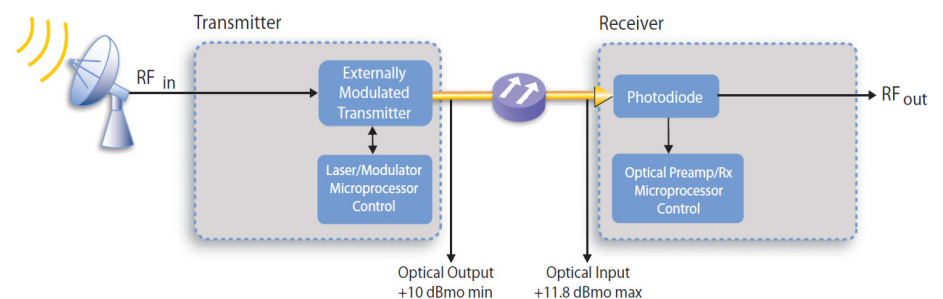 Transmitter
Receiver
RF in
Externally
Modulated
Transmitter
Laser/Modulator
Microprocessor
Control
Photodiode
Optical Preamp/Rx
Microprocessor
Control
RF out
Optical Output
+10 dBmo min
Optical Input
+11.8 dBmo max